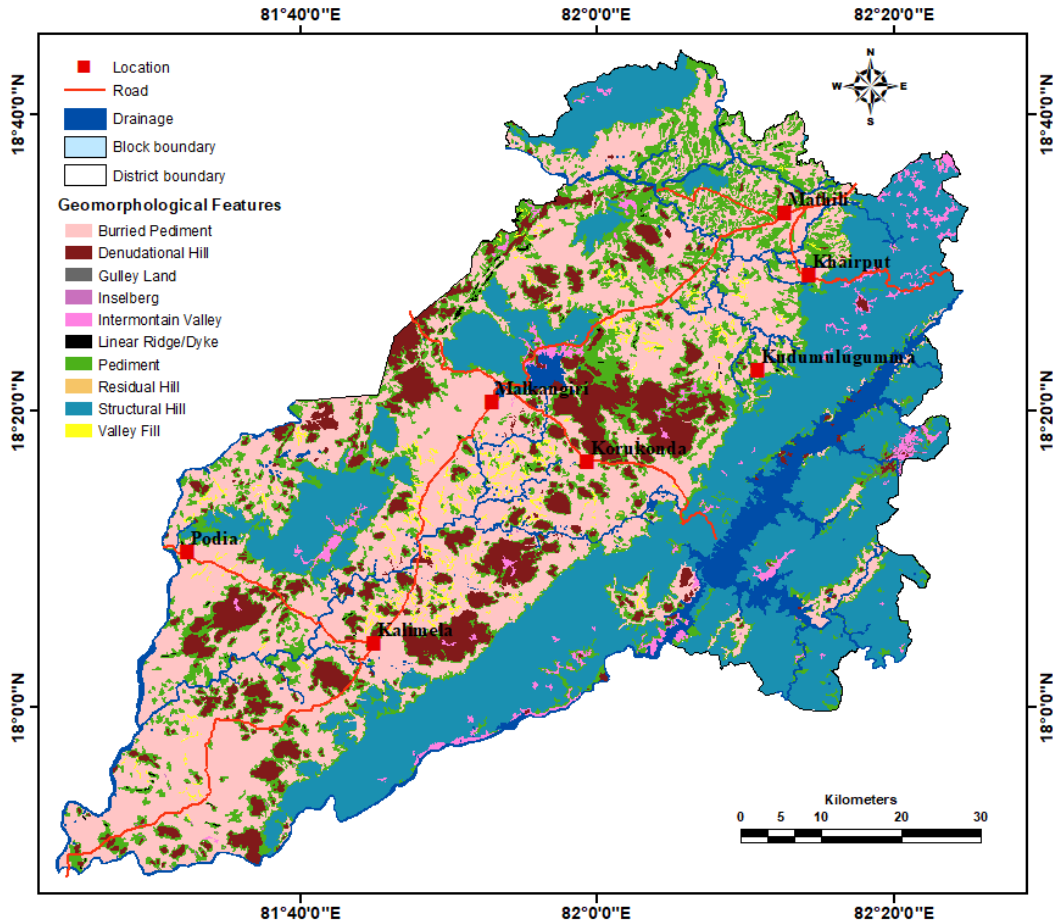 81°40'0"E
82°0'0"E
82°20'0"E
18°40'0"N
18°20'0"N
18°0'0"N
Location
Road
Drainage
Block boundary
District boundary
Geomorphological Features
Burried Pediment
Denudational Hill
Gulley Land
Inselberg
Intermontain Valley
Linear Ridge/Dyke
Pediment
Residual Hill
Structural Hill
Valley Fill
N
W E
S
18°40'0"N
18°20'0"N
18°0'0"N
Mathili
Khairput
Kudumulugumma
Malkangiri
Korukonda
Podia
Kalimela
Kilometers
0 5 10 20 30
81°40'0"E
82°0'0"E
82°20'0"E